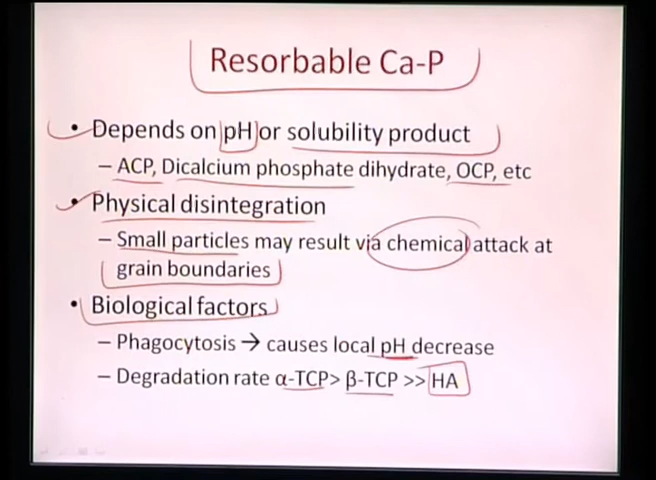 Resorbable Ca-P
• Depends on pH or solubility product
– ACP, Dicalcium phosphate dihydrate, OCP, etc
• Physical disintegration
– Small particles may result via chemical attack at
grain boundaries
• Biological factors
– Phagocytosis → causes local pH decrease
– Degradation rate α-TCP> β-TCP >> HA